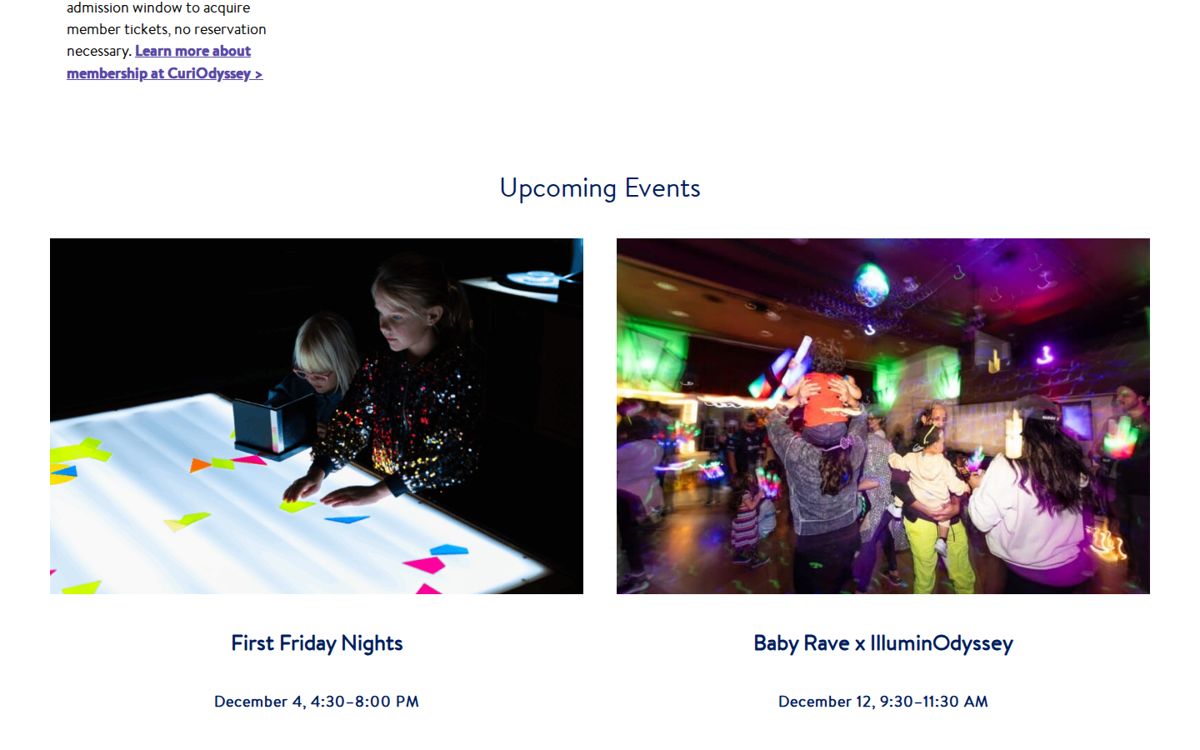 admission window to acquire
member tickets, no reservation
necessary. Learn more about
membership at CuriOdyssey >
Upcoming Events
First Friday Nights
Baby Rave x IlluminOdyssey
December 4, 4:30–8:00 PM
December 12, 9:30–11:30 AM